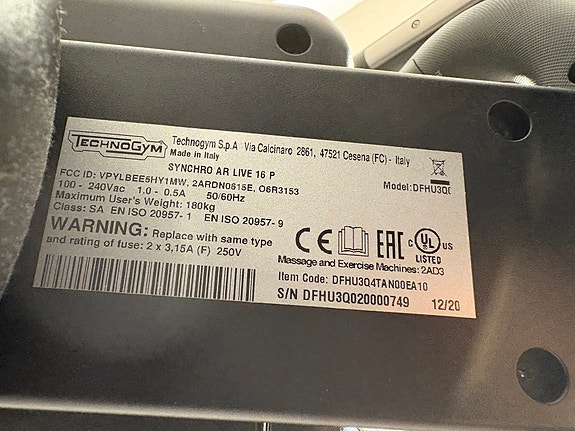 TECHNOGYM
Technogym S.p.A Via Calcinaro 2861, 47521 Cesena (FC) - Italy
Made in Italy
SYNCHRO AR LIVE 16 P
Model: DFHU3QL
FCC ID: VPYLBEE5HY1MW, 2ARDN0615E, O6R3153
100 - 240Vac 1.0 - 0.5A 50/60Hz
Maximum User's Weight: 180kg
Class: SA EN ISO 20957- 1 EN ISO 20957- 9
WARNING: Replace with same type
and rating of fuse: 2 x 3,15A (F) 250V
CE EAC C UL US
LISTED
Massage and Exercise Machines: 2AD3
Item Code: DFHU3Q4TAN00EA10
S/N DFHU3Q020000749 12/20